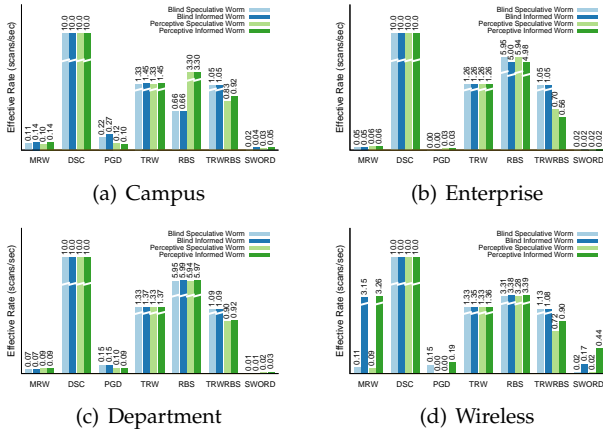 Blind Speculative Worm
Blind Informed Worm
Perceptive Speculative Worm
Perceptive Informed Worm
Effective Rate (scans/sec)
0.11 0.14 0.10 0.14 10.0 10.0 10.0 10.0 0.22 0.27 0.12 0.10 1.33 1.45 1.33 1.45 0.66 0.66 3.30 3.30 1.05 1.05 0.83 0.92 0.02 0.04 0.03 0.05
MRW DSC PGD TRW RBS TRWRBS SWORD
(a) Campus
Blind Speculative Worm
Blind Informed Worm
Perceptive Speculative Worm
Perceptive Informed Worm
Effective Rate (scans/sec)
0.05 0.05 0.06 0.06 10.0 10.0 10.0 10.0 0.00 0.00 0.03 0.03 1.26 1.26 1.26 1.26 5.95 5.00 5.94 4.98 1.05 1.05 0.70 0.56 0.02 0.02 0.02 0.02
MRW DSC PGD TRW RBS TRWRBS SWORD
(b) Enterprise
Blind Speculative Worm
Blind Informed Worm
Perceptive Speculative Worm
Perceptive Informed Worm
Effective Rate (scans/sec)
0.07 0.07 0.09 0.09 10.0 10.0 10.0 10.0 0.15 0.15 0.10 0.09 1.33 1.37 1.33 1.37 5.95 5.99 5.94 5.97 1.09 1.09 0.90 0.92 0.01 0.01 0.02 0.03
MRW DSC PGD TRW RBS TRWRBS SWORD
(c) Department
Blind Speculative Worm
Blind Informed Worm
Perceptive Speculative Worm
Perceptive Informed Worm
Effective Rate (scans/sec)
0.11 3.15 0.09 3.26 10.0 10.0 10.0 10.0 0.15 0.00 0.00 0.19 1.33 1.35 1.33 1.36 3.31 3.38 3.28 3.39 1.13 1.08 0.72 0.90 0.02 0.17 0.02 0.44
MRW DSC PGD TRW RBS TRWRBS SWORD
(d) Wireless